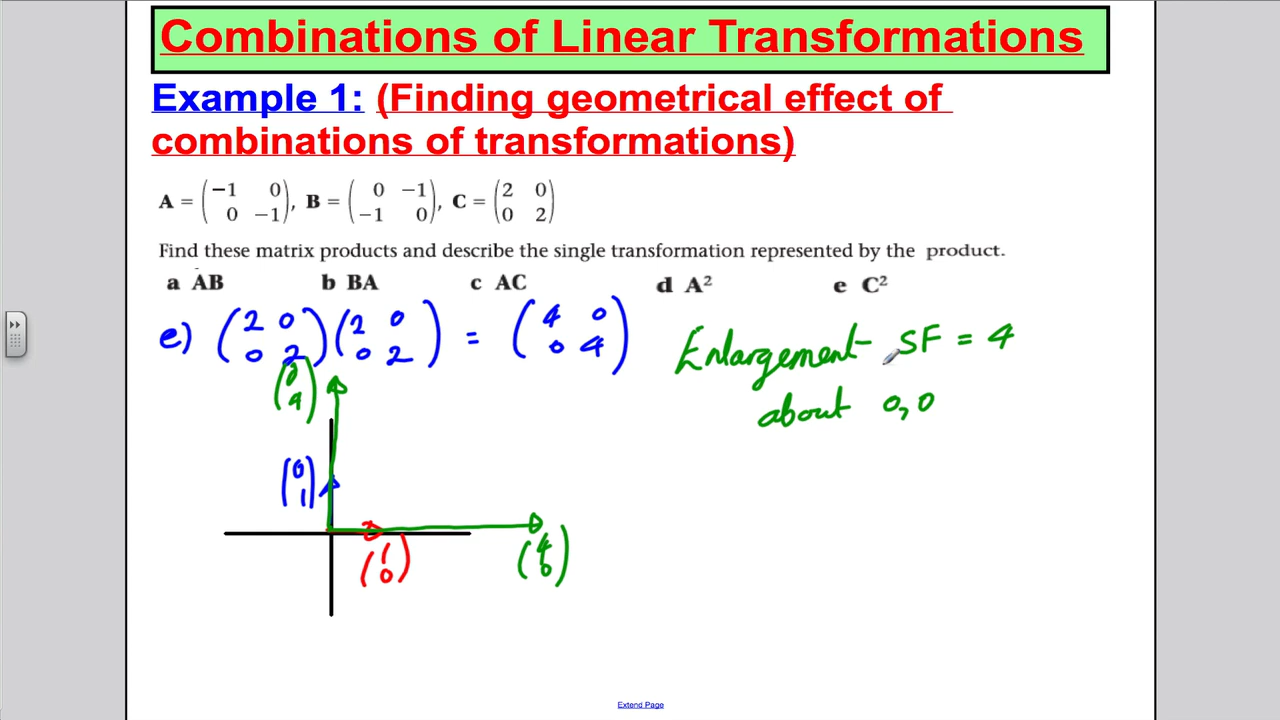 Combinations of Linear Transformations
Example 1: (Finding geometrical effect of
combinations of transformations)
A = (−1 0
0 −1), B = ( 0 −1
−1 0), C = (2 0
0 2)
Find these matrix products and describe the single transformation represented by the product.
a AB b BA c AC d A² e C²
e) (2 0
0 2)(2 0
0 2) = (4 0
0 4) Enlargement SF = 4
about 0,0
(0
4)
(0
1)
(1
0)
(4
0)
Extend Page